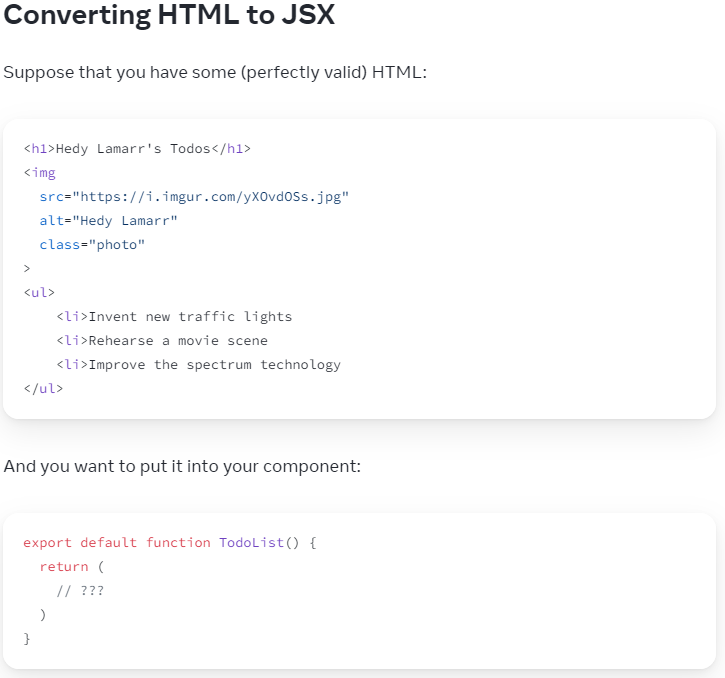 Converting HTML to JSX
Suppose that you have some (perfectly valid) HTML:
<h1>Hedy Lamarr's Todos</h1>
<img
  src="https://i.imgur.com/yXOvdOSs.jpg"
  alt="Hedy Lamarr"
  class="photo"
>
<ul>
    <li>Invent new traffic lights
    <li>Rehearse a movie scene
    <li>Improve the spectrum technology
</ul>
And you want to put it into your component:
export default function TodoList() {
  return (
    // ???
  )
}